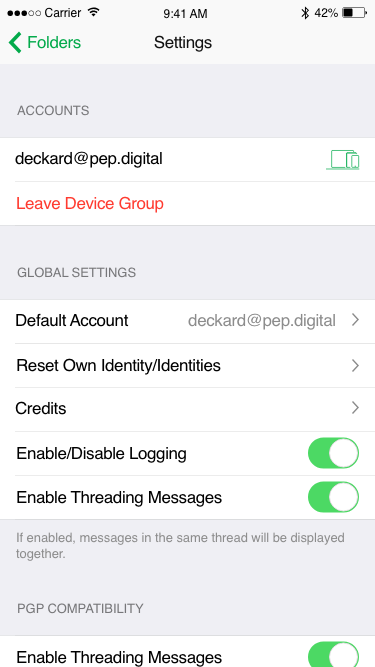 Carrier 9:41 AM 42%
Folders Settings
ACCOUNTS
deckard@pep.digital
Leave Device Group
GLOBAL SETTINGS
Default Account deckard@pep.digital
Reset Own Identity/Identities
Credits
Enable/Disable Logging
Enable Threading Messages
If enabled, messages in the same thread will be displayed
together.
PGP COMPATIBILITY
Enable Threading Messages